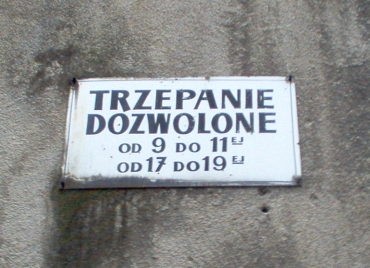 TRZEPANIE
DOZWOLONE
OD 9 DO 11EJ
OD 17 DO 19EJ